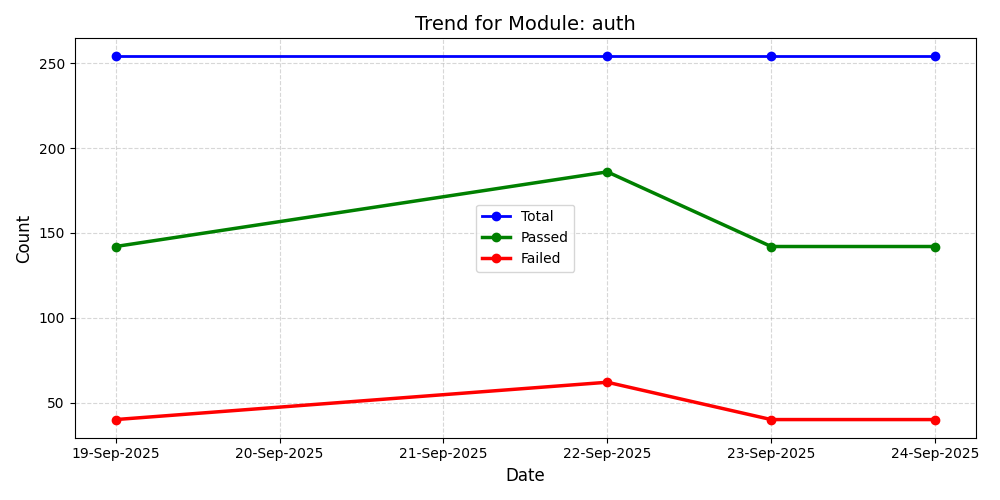 Trend for Module: auth
Count
250
200
150
100
50
Total
Passed
Failed
19-Sep-2025 20-Sep-2025 21-Sep-2025 22-Sep-2025 23-Sep-2025 24-Sep-2025
Date